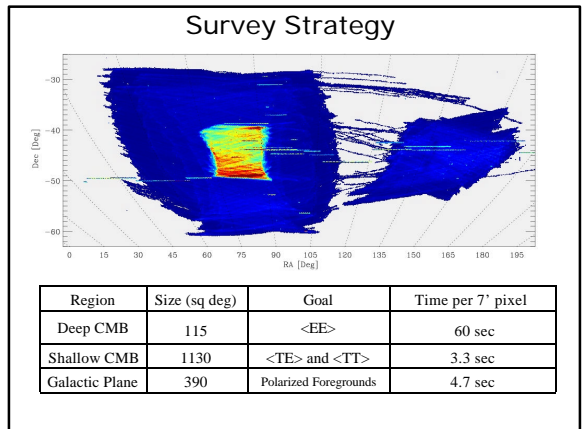 Survey Strategy
-30
-40
-50
-60
Dec [Deg]
0 15 30 45 60 75 90 105 120 135 150 165 180 195
RA [Deg]
Region Size (sq deg) Goal Time per 7' pixel
Deep CMB 115 <EE> 60 sec
Shallow CMB 1130 <TE> and <TT> 3.3 sec
Galactic Plane 390 Polarized Foregrounds 4.7 sec